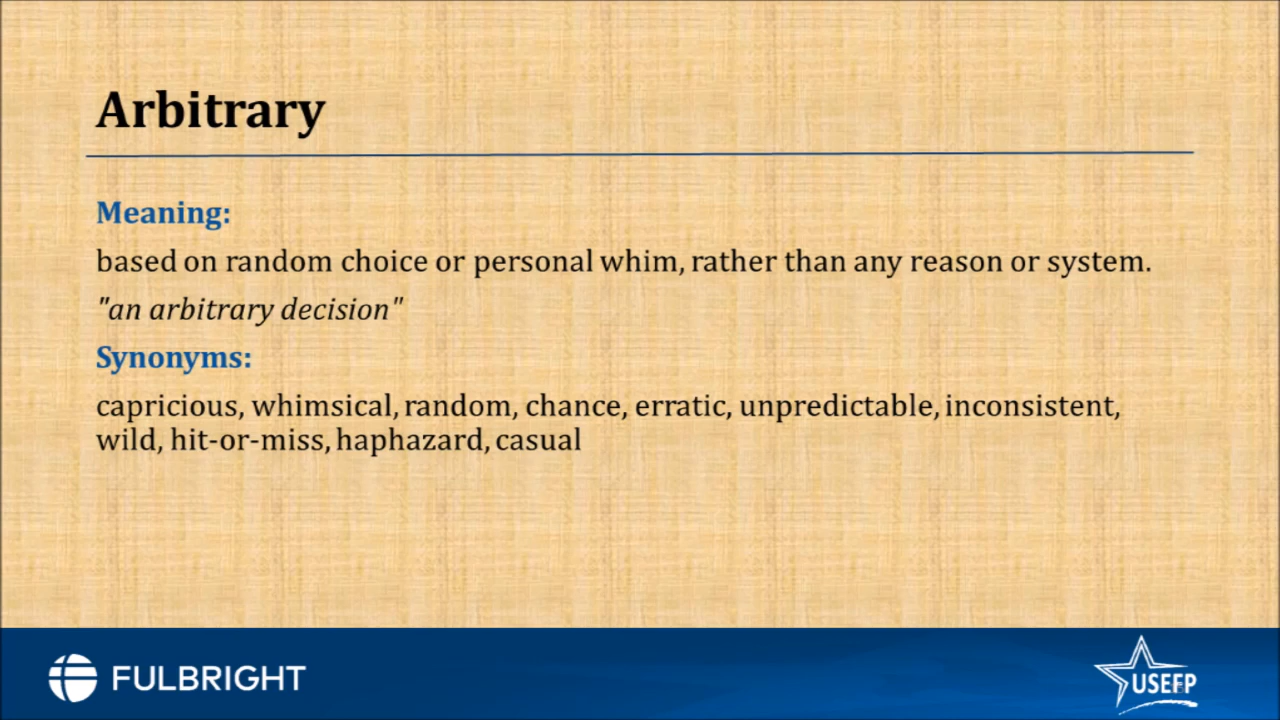 Arbitrary
Meaning:
based on random choice or personal whim, rather than any reason or system.
"an arbitrary decision"
Synonyms:
capricious, whimsical, random, chance, erratic, unpredictable, inconsistent,
wild, hit-or-miss, haphazard, casual
FULBRIGHT
USEFP